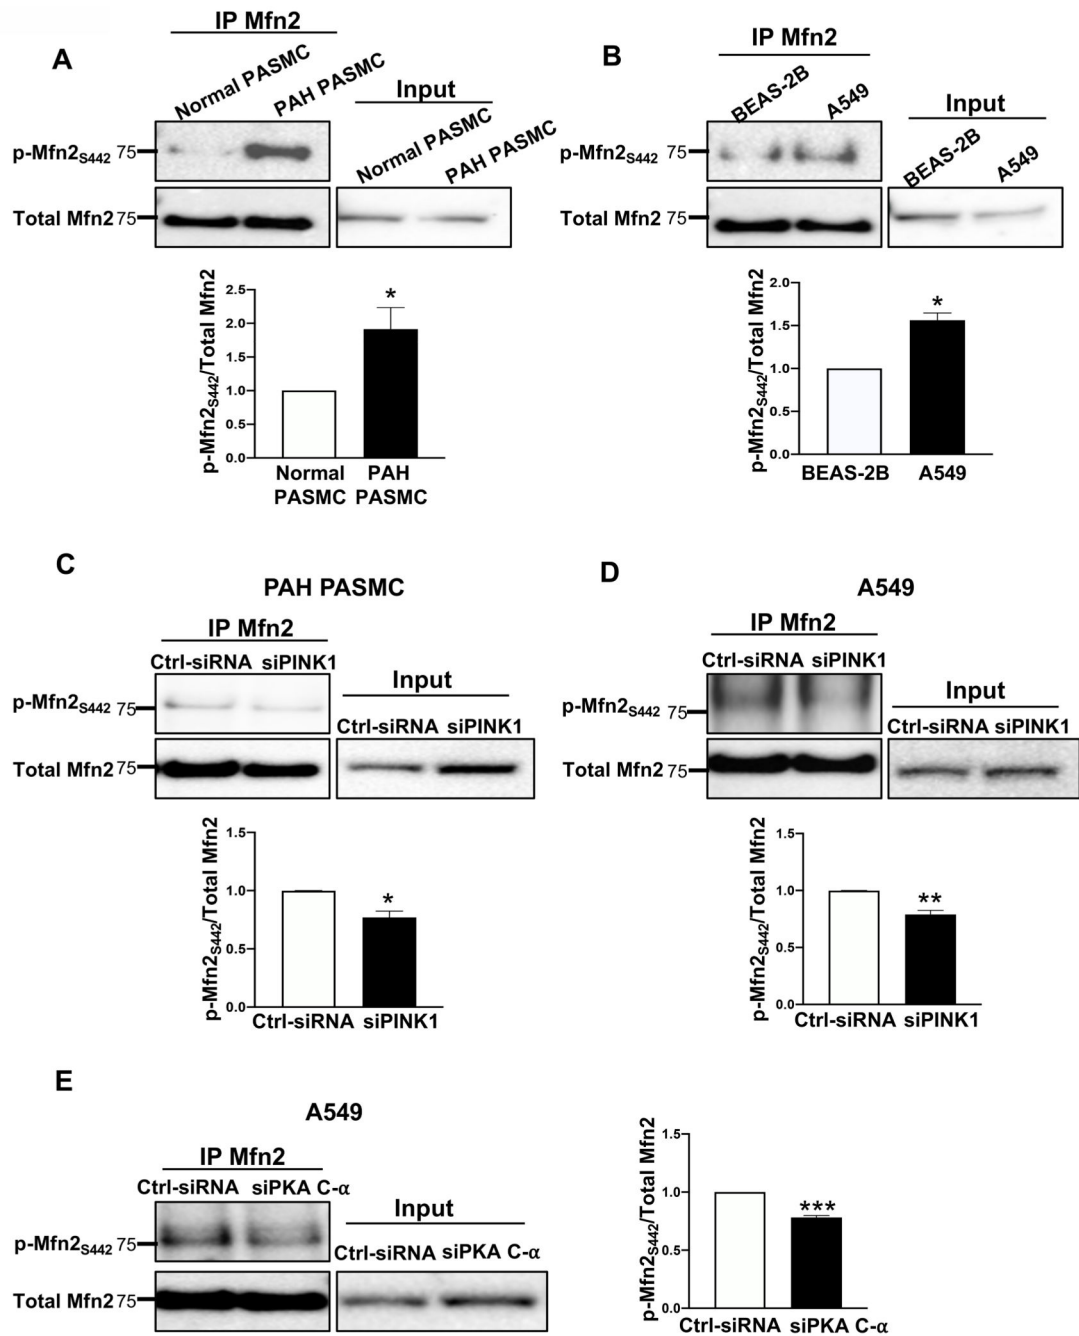 A
IP Mfn2
Normal PASMC
PAH PASMC
Input
Normal PASMC
PAH PASMC
p-Mfn2S442 75
Total Mfn2 75
p-Mfn2S442/Total Mfn2
2.5
2.0
1.5
1.0
0.5
0.0
*
Normal PASMC
PAH PASMC
B
IP Mfn2
BEAS-2B
A549
Input
BEAS-2B
A549
p-Mfn2S442 75
Total Mfn2 75
p-Mfn2S442/Total Mfn2
2.0
1.5
1.0
0.5
0.0
*
BEAS-2B
A549
C
PAH PASMC
IP Mfn2
Ctrl-siRNA siPINK1
Input
Ctrl-siRNA siPINK1
p-Mfn2S442 75
Total Mfn2 75
p-Mfn2S442/Total Mfn2
1.5
1.0
0.5
0.0
*
Ctrl-siRNA siPINK1
D
A549
IP Mfn2
Ctrl-siRNA siPINK1
Input
Ctrl-siRNA siPINK1
p-Mfn2S442 75
Total Mfn2 75
p-Mfn2S442/Total Mfn2
1.5
1.0
0.5
0.0
**
Ctrl-siRNA siPINK1
E
A549
IP Mfn2
Ctrl-siRNA siPKA C-α
Input
Ctrl-siRNA siPKA C-α
p-Mfn2S442 75
Total Mfn2 75
p-Mfn2S442/Total Mfn2
1.5
1.0
0.5
0.0
***
Ctrl-siRNA siPKA C-α